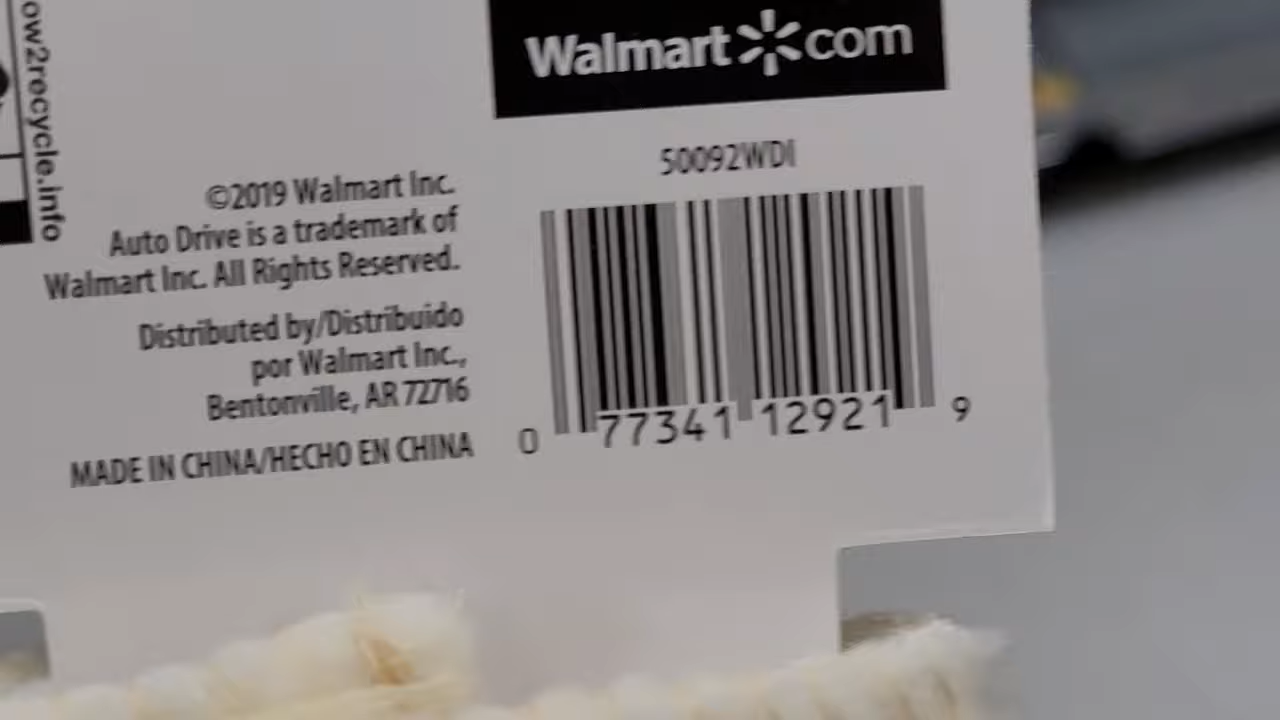 ow2recycle.info
Walmart com
50092WDI
©2019 Walmart Inc.
Auto Drive is a trademark of
Walmart Inc. All Rights Reserved.
Distributed by/Distribuido
por Walmart Inc.,
Bentonville, AR 72716
MADE IN CHINA/HECHO EN CHINA
0 77341 12921 9